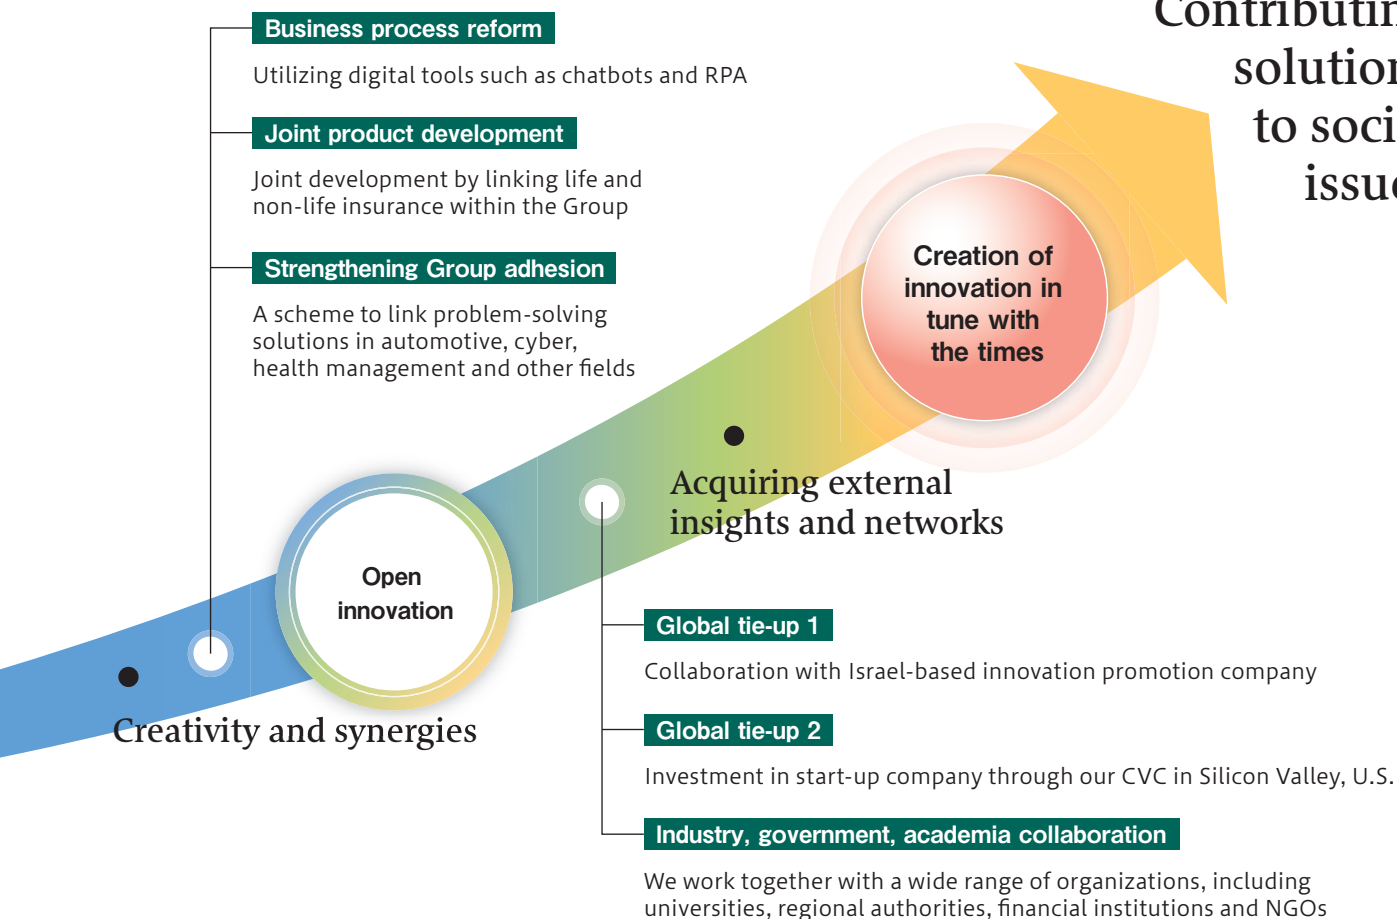 Business process reform
Utilizing digital tools such as chatbots and RPA
Joint product development
Joint development by linking life and
non-life insurance within the Group
Strengthening Group adhesion
A scheme to link problem-solving
solutions in automotive, cyber,
health management and other fields
Open
innovation
Creativity and synergies
to
Creation of
innovation in
tune with
the times
Acquiring external
insights and networks
Global tie-up 1
Collaboration with Israel-based innovation promotion company
Global tie-up 2
Investment in start-up company through our CVC in Silicon Valley, U.S.
Industry, government, academia collaboration
We work together with a wide range of organizations, including
universities, regional authorities, financial institutions and NGOs